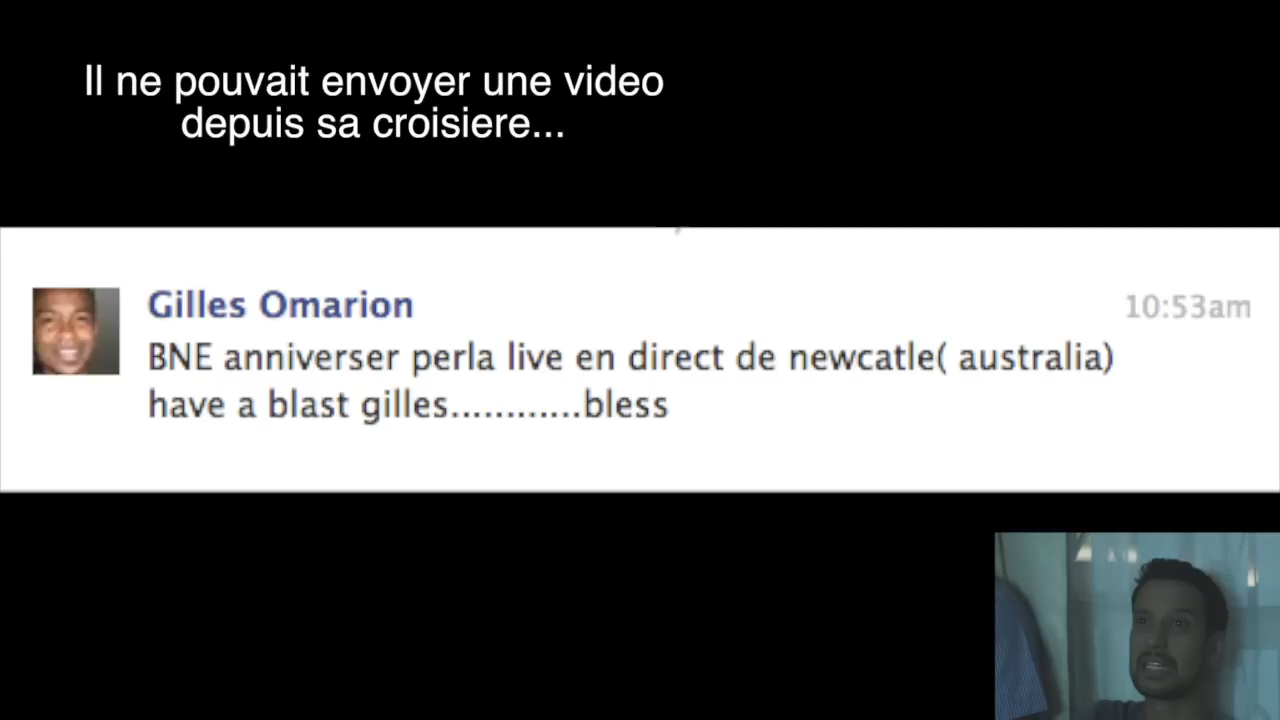 Il ne pouvait envoyer une video
depuis sa croisiere...
Gilles Omarion
10:53am
BNE anniverser perla live en direct de newcatle( australia)
have a blast gilles............bless